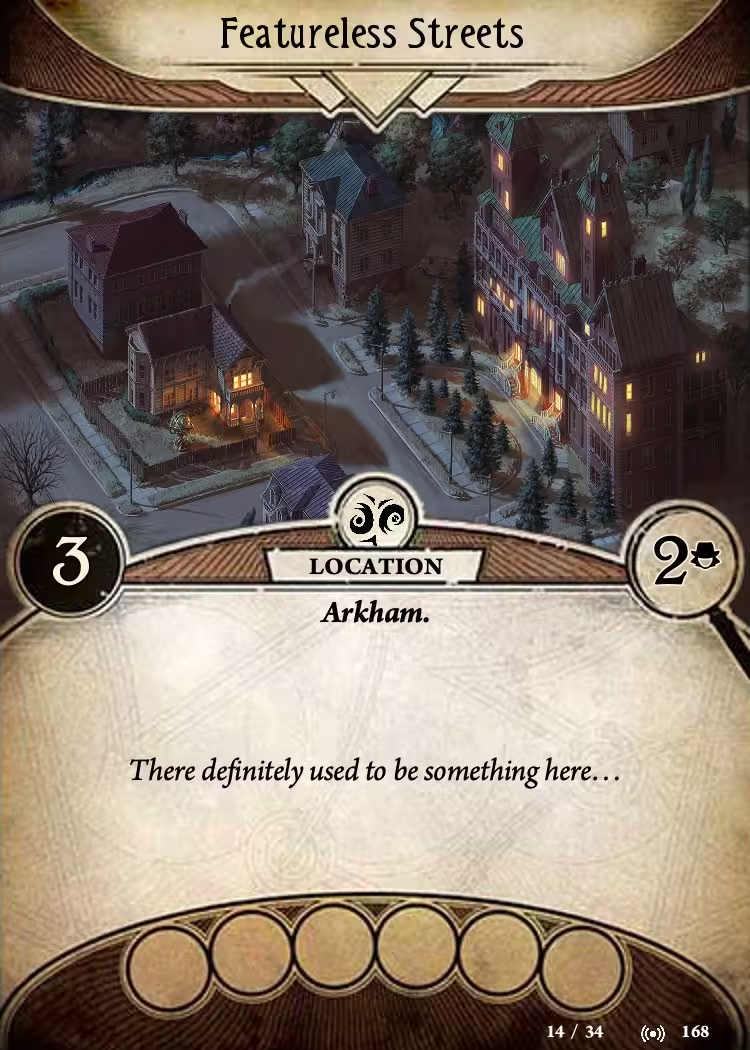 Featureless Streets
3
LOCATION
2
Arkham.
There definitely used to be something here…
14 / 34 168